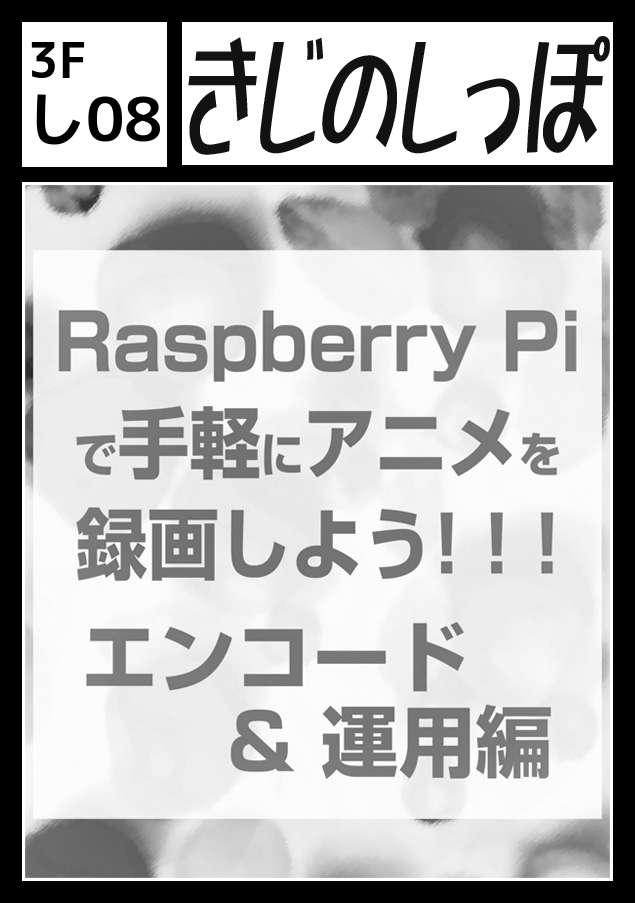 3F
し08
きじのしっぽ
Raspberry Pi
で手軽にアニメを
録画しよう!!!
エンコード
& 運用編